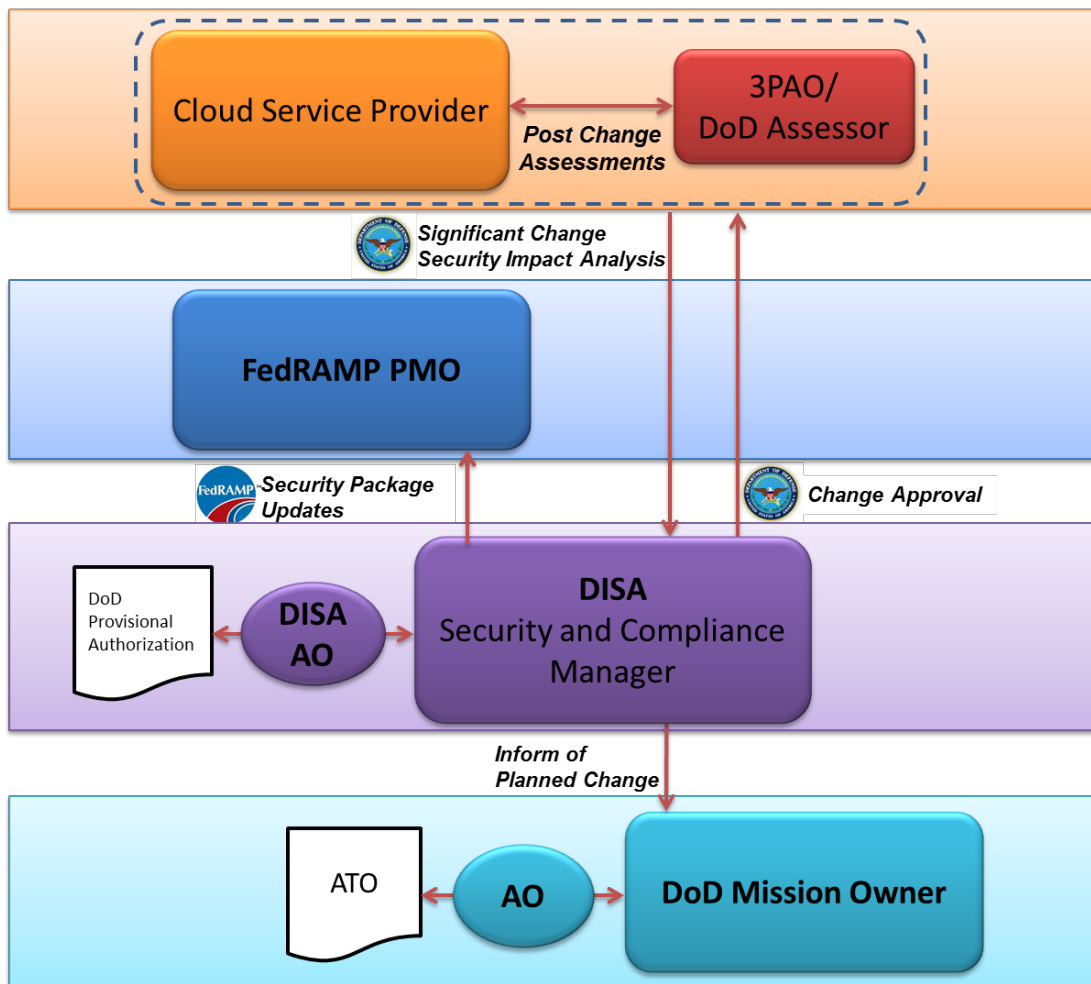 Cloud Service Provider
3PAO/
DoD Assessor
Post Change
Assessments
Significant Change
Security Impact Analysis
FedRAMP PMO
FedRAMP
Security Package
Updates
Change Approval
DoD
Provisional
Authorization
DISA
AO
DISA
Security and Compliance
Manager
Inform of
Planned Change
ATO
AO
DoD Mission Owner